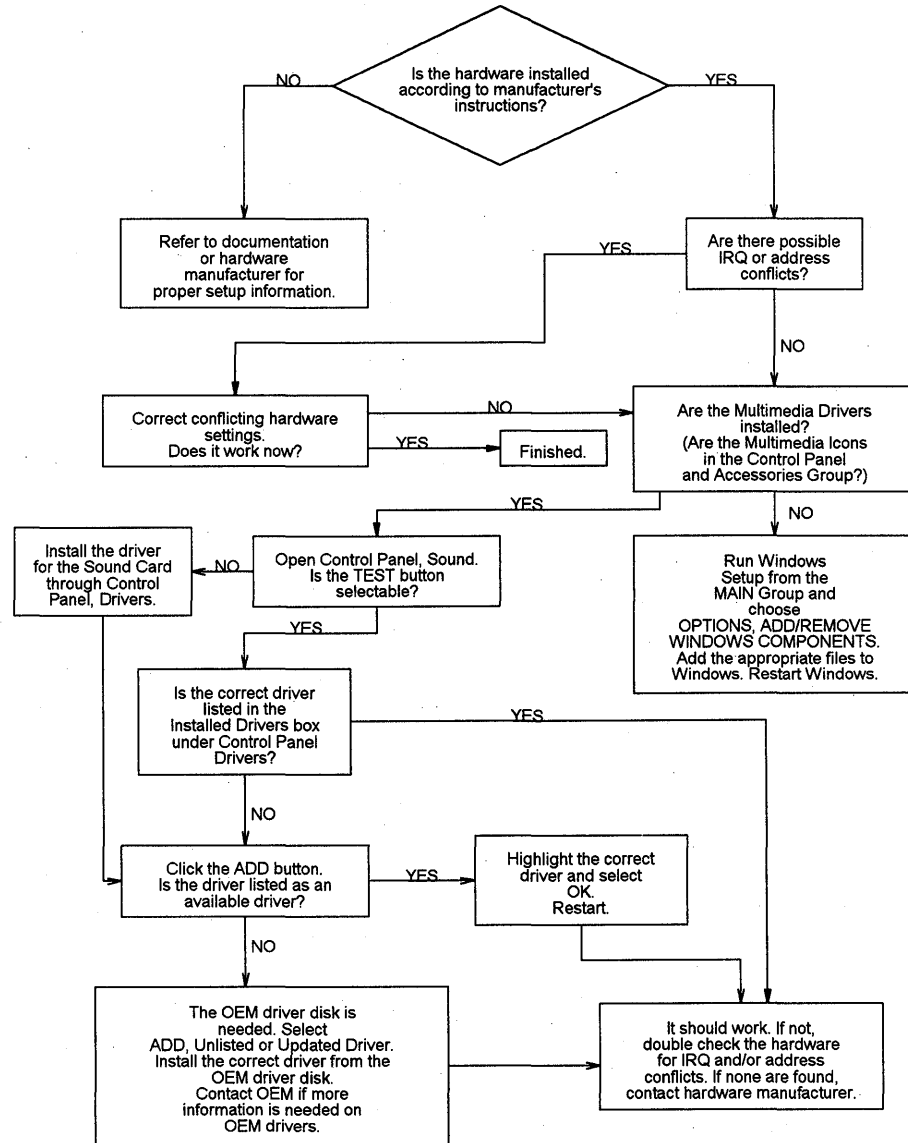 Is the hardware installed
according to manufacturer's
instructions?
NO
YES
Refer to documentation
or hardware
manufacturer for
proper setup information.
YES
Are there possible
IRQ or address
conflicts?
NO
Correct conflicting hardware
settings.
Does it work now?
NO
YES
Finished.
Are the Multimedia Drivers
installed?
(Are the Multimedia Icons
in the Control Panel
and Accessories Group?)
YES
NO
Install the driver
for the Sound Card
through Control
Panel, Drivers.
NO
Open Control Panel, Sound.
Is the TEST button
selectable?
YES
Run Windows
Setup from the
MAIN Group and
choose
OPTIONS, ADD/REMOVE
WINDOWS COMPONENTS.
Add the appropriate files to
Windows. Restart Windows.
Is the correct driver
listed in the
Installed Drivers box
under Control Panel
Drivers?
YES
NO
Click the ADD button.
Is the driver listed as an
available driver?
YES
Highlight the correct
driver and select
OK.
Restart.
NO
The OEM driver disk is
needed. Select
ADD, Unlisted or Updated Driver.
Install the correct driver from the
OEM driver disk.
Contact OEM if more
information is needed on
OEM drivers.
It should work. If not,
double check the hardware
for IRQ and/or address
conflicts. If none are found,
contact hardware manufacturer.